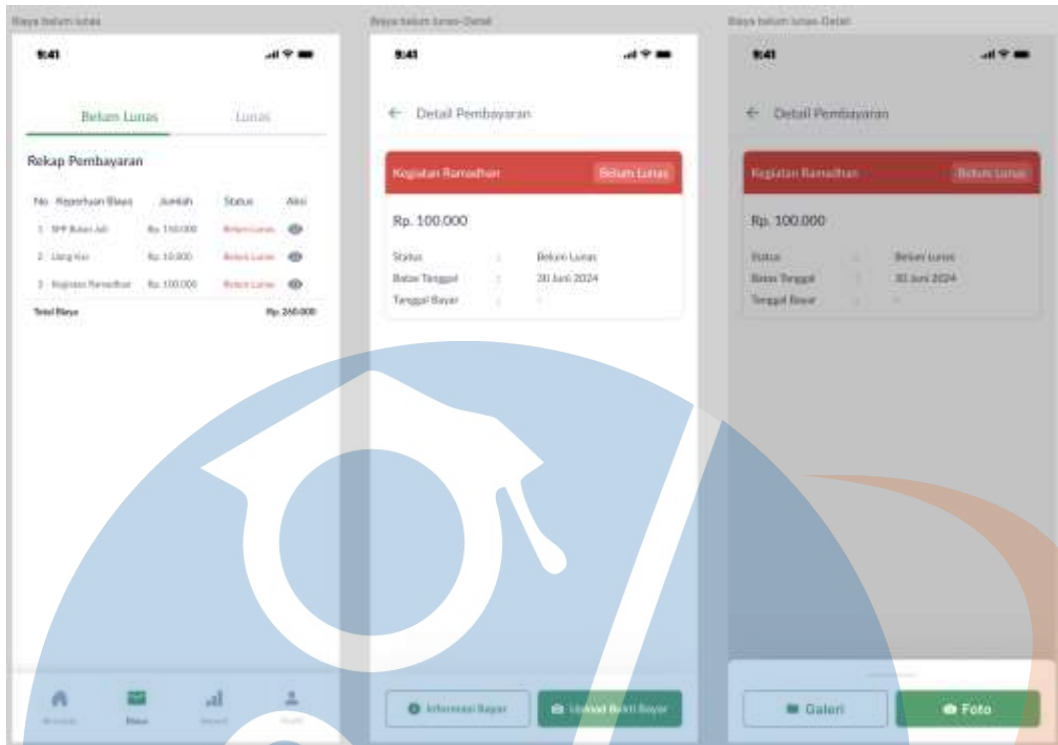 Biaya belum lunas
9:41
Belum Lunas Lunas
Rekap Pembayaran
No Keperluan Biaya Jumlah Status Aksi
1 SPP Bulan Juli Rp. 150.000 Belum Lunas
2 Uang Kas Rp. 10.000 Belum Lunas
3 Kegiatan Ramadhan Rp. 100.000 Belum Lunas
Total Biaya Rp. 260.000
Biaya
Biaya belum lunas-Detail
9:41
Detail Pembayaran
Kegiatan Ramadhan Belum Lunas
Rp. 100.000
Status : Belum Lunas
Batas Tanggal : 30 Juni 2024
Tanggal Bayar : -
Informasi Bayar Upload Bukti Bayar
Biaya belum lunas-Detail
9:41
Detail Pembayaran
Kegiatan Ramadhan Belum Lunas
Rp. 100.000
Status : Belum Lunas
Batas Tanggal : 30 Juni 2024
Tanggal Bayar : -
Galeri Foto